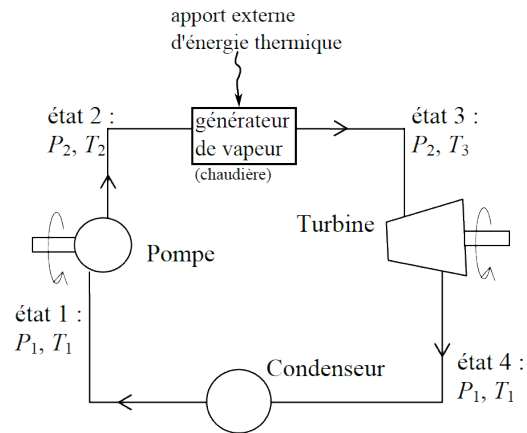 apport externe
d'énergie thermique
état 2 :
P₂, T₂
générateur
de vapeur
(chaudière)
état 3 :
P₂, T₃
Turbine
Pompe
état 1 :
P₁, T₁
Condenseur
état 4 :
P₁, T₁